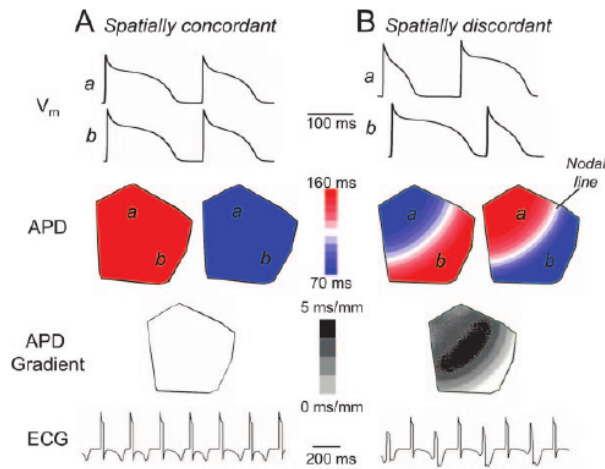 A Spatially concordant
B Spatially discordant
a
a
Vm
b
100 ms
b
Nodal
line
160 ms
APD
a
b
a
b
a
b
a
b
70 ms
5 ms/mm
APD
Gradient
0 ms/mm
ECG
200 ms